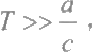 T >> a/c ,